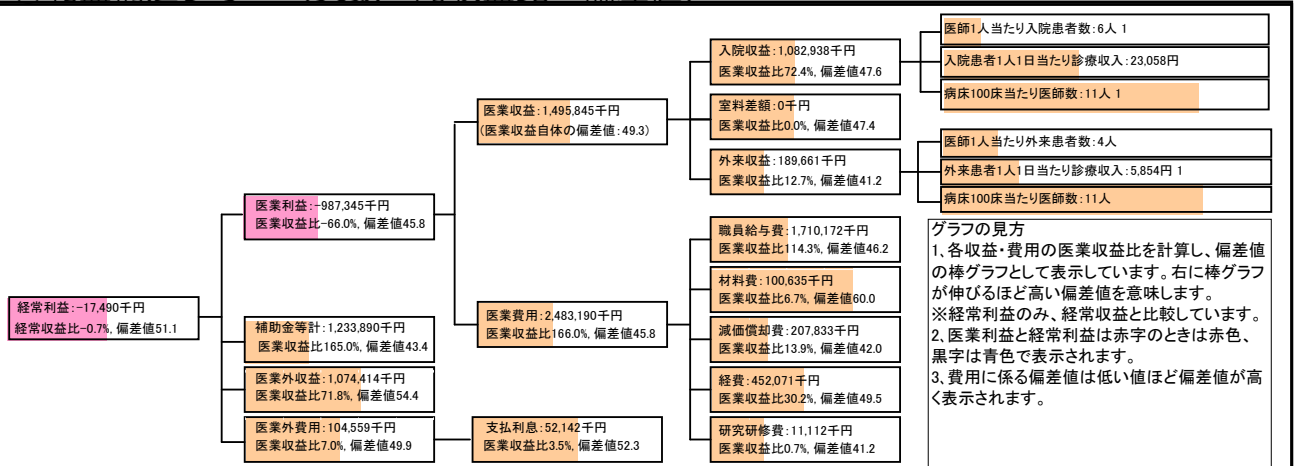 医師1人当たり入院患者数:6人 1
入院収益:1,082,938千円
医業収益比72.4%, 偏差値47.6
入院患者1人1日当たり診療収入:23,058円
病床100床当たり医師数:11人 1
医業収益:1,495,845千円
(医業収益自体の偏差値:49.3)
室料差額:0千円
医業収益比0.0%, 偏差値47.4
医師1人当たり外来患者数:4人
外来収益:189,661千円
医業収益比12.7%, 偏差値41.2
外来患者1人1日当たり診療収入:5,854円 1
病床100床当たり医師数:11人
医業利益:-987,345千円
医業収益比-66.0%, 偏差値45.8
職員給与費:1,710,172千円
医業収益比114.3%, 偏差値46.2
材料費:100,635千円
医業収益比6.7%, 偏差値60.0
経常利益:-17,490千円
経常収益比-0.7%, 偏差値51.1
医業費用:2,483,190千円
医業収益比166.0%, 偏差値45.8
補助金等計:1,233,890千円
医業収益比165.0%, 偏差値43.4
減価償却費:207,833千円
医業収益比13.9%, 偏差値42.0
医業外収益:1,074,414千円
医業収益比71.8%, 偏差値54.4
経費:452,071千円
医業収益比30.2%, 偏差値49.5
医業外費用:104,559千円
医業収益比7.0%, 偏差値49.9
支払利息:52,142千円
医業収益比3.5%, 偏差値52.3
研究研修費:11,112千円
医業収益比0.7%, 偏差値41.2
グラフの見方
1、各収益・費用の医業収益比を計算し、偏差値
の棒グラフとして表示しています。右に棒グラフ
が伸びるほど高い偏差値を意味します。
※経常利益のみ、経常収益と比較しています。
2、医業利益と経常利益は赤字のときは赤色、
黒字は青色で表示されます。
3、費用に係る偏差値は低い値ほど偏差値が高
く表示されます。